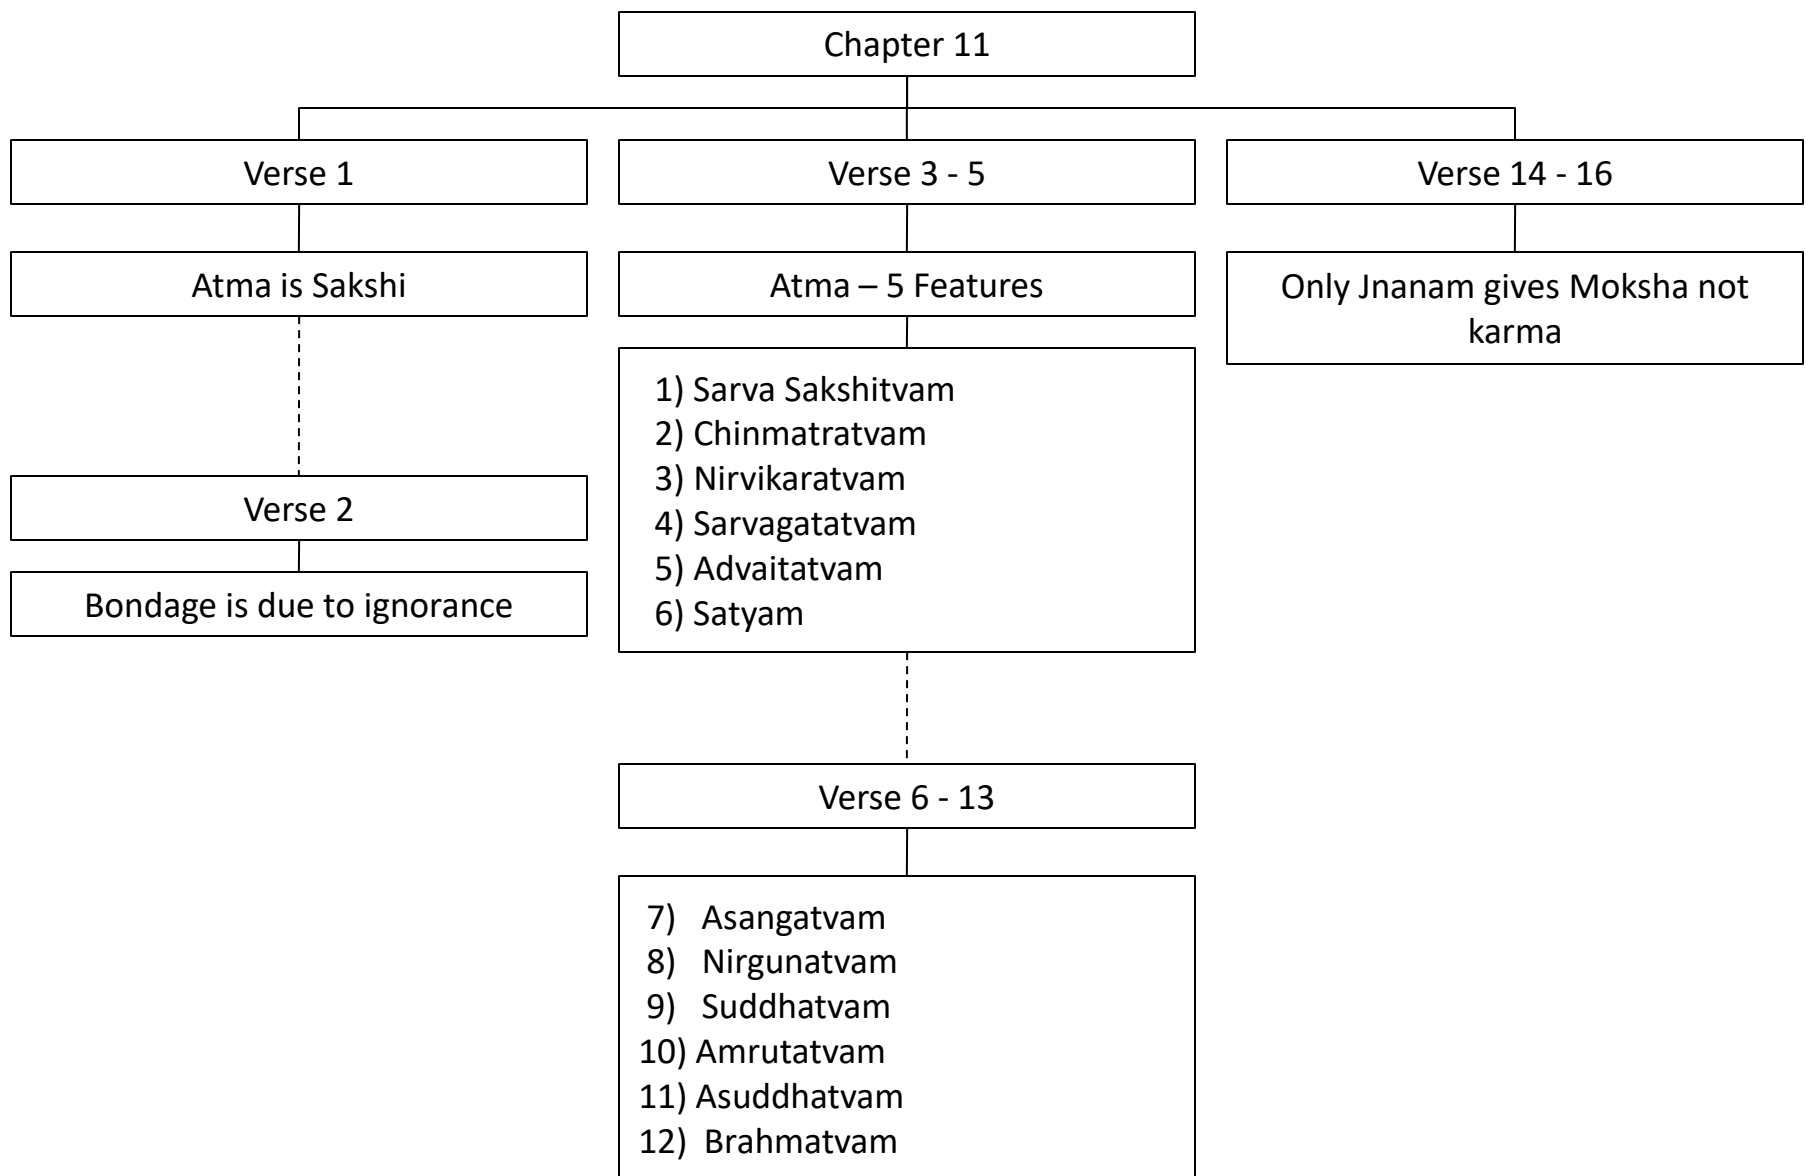 Chapter 11
Verse 1
Atma is Sakshi
Verse 2
Bondage is due to ignorance
Verse 3 - 5
Atma – 5 Features
1) Sarva Sakshitvam
2) Chinmatratvam
3) Nirvikaratvam
4) Sarvagatatvam
5) Advaitatvam
6) Satyam
Verse 6 - 13
7) Asangatvam
8) Nirgunatvam
9) Suddhatvam
10) Amrutatvam
11) Asuddhatvam
12) Brahmatvam
Verse 14 - 16
Only Jnanam gives Moksha not
karma